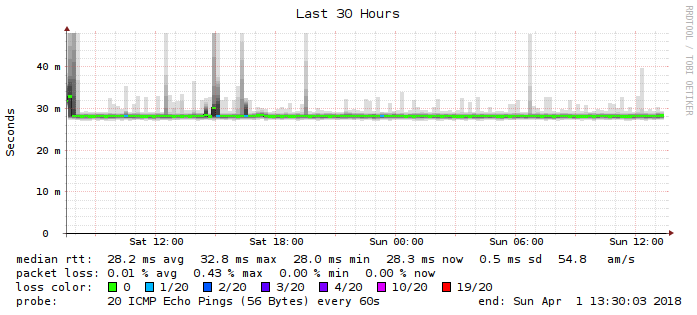 Last 30 Hours
RRDTOOL / TOBI OETIKER
Seconds
40 m
30 m
20 m
10 m
0
Sat 12:00 Sat 18:00 Sun 00:00 Sun 06:00 Sun 12:00
median rtt: 28.2 ms avg 32.8 ms max 28.0 ms min 28.3 ms now 0.5 ms sd 54.8 am/s
packet loss: 0.01 % avg 0.43 % max 0.00 % min 0.00 % now
loss color: 0 1/20 2/20 3/20 4/20 10/20 19/20
probe: 20 ICMP Echo Pings (56 Bytes) every 60s end: Sun Apr 1 13:30:03 2018